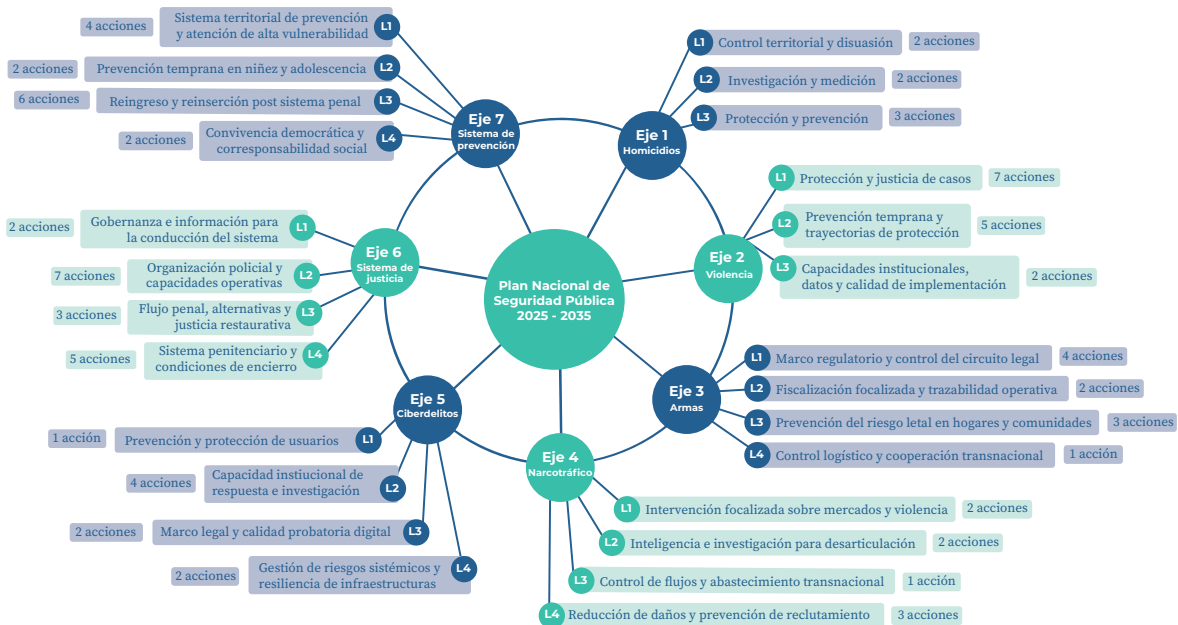 Plan Nacional de
Seguridad Pública
2025 - 2035
Eje 1
Homicidios
L1
Control territorial y disuasión
2 acciones
L2
Investigación y medición
2 acciones
L3
Protección y prevención
3 acciones
Eje 2
Violencia
L1
Protección y justicia de casos
7 acciones
L2
Prevención temprana y
trayectorias de protección
5 acciones
L3
Capacidades institucionales,
datos y calidad de implementación
2 acciones
Eje 3
Armas
L1
Marco regulatorio y control del circuito legal
4 acciones
L2
Fiscalización focalizada y trazabilidad operativa
2 acciones
L3
Prevención del riesgo letal en hogares y comunidades
3 acciones
L4
Control logístico y cooperación transnacional
1 acción
Eje 4
Narcotráfico
L1
Intervención focalizada sobre mercados y violencia
2 acciones
L2
Inteligencia e investigación para desarticulación
2 acciones
L3
Control de flujos y abastecimiento transnacional
1 acción
L4
Reducción de daños y prevención de reclutamiento
3 acciones
Eje 5
Ciberdelitos
1 acción
Prevención y protección de usuarios
L1
4 acciones
Capacidad instiucional de
respuesta e investigación
L2
2 acciones
Marco legal y calidad probatoria digital
L3
2 acciones
Gestión de riesgos sistémicos y
resiliencia de infraestructuras
L4
Eje 6
Sistema de
justicia
2 acciones
Gobernanza e información para
la conducción del sistema
L1
7 acciones
Organización policial y
capacidades operativas
L2
3 acciones
Flujo penal, alternativas y
justicia restaurativa
L3
5 acciones
Sistema penitenciario y
condiciones de encierro
L4
Eje 7
Sistema de
prevención
4 acciones
Sistema territorial de prevención
y atención de alta vulnerabilidad
L1
2 acciones
Prevención temprana en niñez y adolescencia
L2
6 acciones
Reingreso y reinserción post sistema penal
L3
2 acciones
Convivencia democrática y
corresponsabilidad social
L4